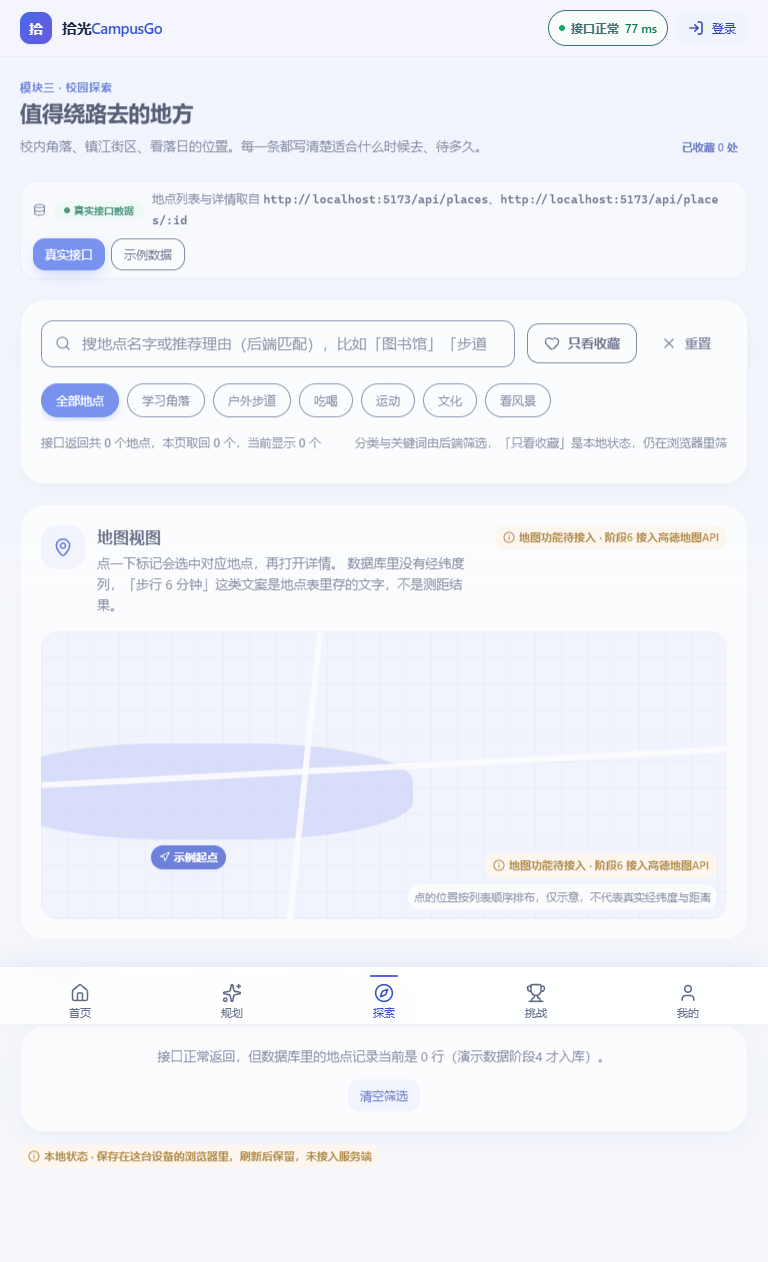 拾 拾光CampusGo
接口正常 77 ms
登录
模块三 · 校园探索
值得绕路去的地方
校内角落、镇江街区、看落日的位置。每一条都写清楚适合什么时候去、待多久。
已收藏 0 处
真实接口数据
地点列表与详情取自 http://localhost:5173/api/places、http://localhost:5173/api/place
s/:id
真实接口
示例数据
搜地点名字或推荐理由（后端匹配），比如「图书馆」「步道
只看收藏
重置
全部地点
学习角落
户外步道
吃喝
运动
文化
看风景
接口返回共 0 个地点，本页取回 0 个，当前显示 0 个
分类与关键词由后端筛选，「只看收藏」是本地状态，仍在浏览器里筛
地图视图
地图功能待接入 · 阶段6 接入高德地图API
点一下标记会选中对应地点，再打开详情。 数据库里没有经纬度
列，「步行 6 分钟」这类文案是地点表里存的文字，不是测距结
果。
示例起点
地图功能待接入 · 阶段6 接入高德地图API
点的位置按列表顺序排布，仅示意，不代表真实经纬度与距离
首页
规划
探索
挑战
我的
接口正常返回，但数据库里的地点记录当前是 0 行（演示数据阶段4 才入库）。
清空筛选
本地状态 · 保存在这台设备的浏览器里，刷新后保留，未接入服务端